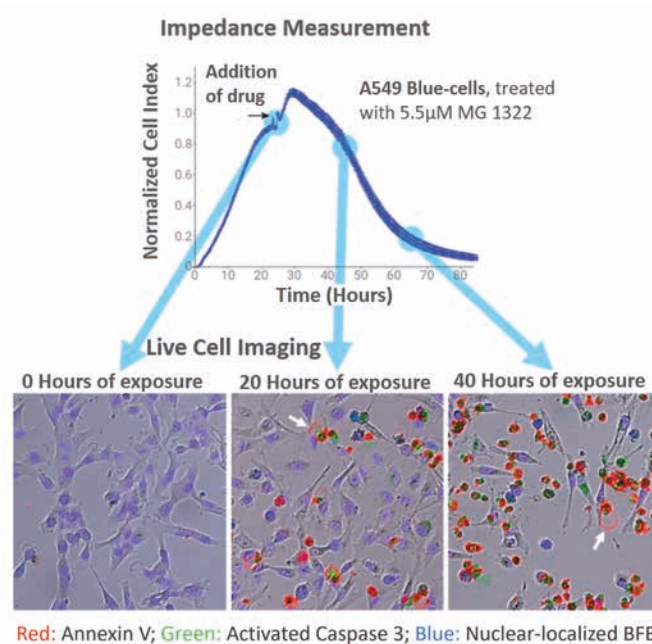 Impedance Measurement
Addition
of drug
A549 Blue-cells, treated
with 5.5µM MG 1322
Normalized Cell Index
1.2
1.0
0.8
0.6
0.4
0.2
0
0 10 20 30 40 50 60 70 80
Time (Hours)
Live Cell Imaging
0 Hours of exposure
20 Hours of exposure
40 Hours of exposure
Red: Annexin V; Green: Activated Caspase 3; Blue: Nuclear-localized BFP